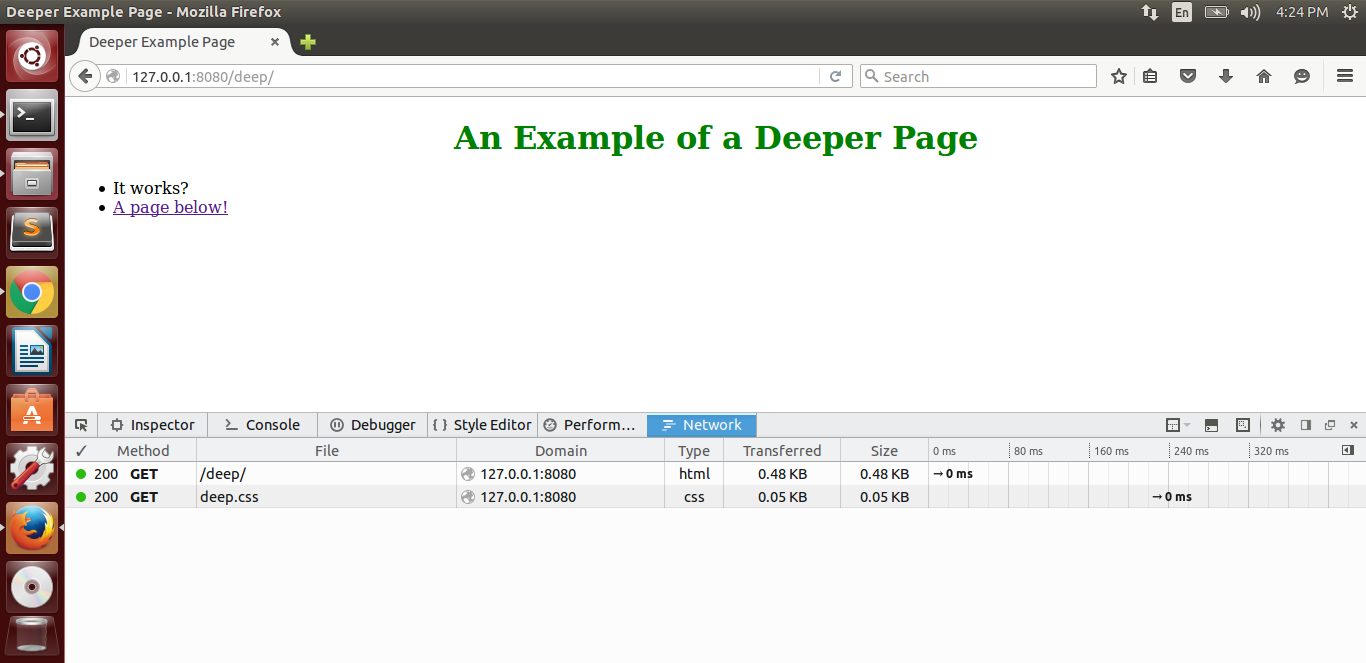 Deeper Example Page - Mozilla Firefox
En
4:24 PM
Deeper Example Page
127.0.0.1:8080/deep/
Search
An Example of a Deeper Page
It works?
A page below!
Inspector Console Debugger Style Editor Perform... Network
✓ Method File Domain Type Transferred Size 0 ms 80 ms 160 ms 240 ms 320 ms
200 GET /deep/ 127.0.0.1:8080 html 0.48 KB 0.48 KB → 0 ms
200 GET deep.css 127.0.0.1:8080 css 0.05 KB 0.05 KB → 0 ms